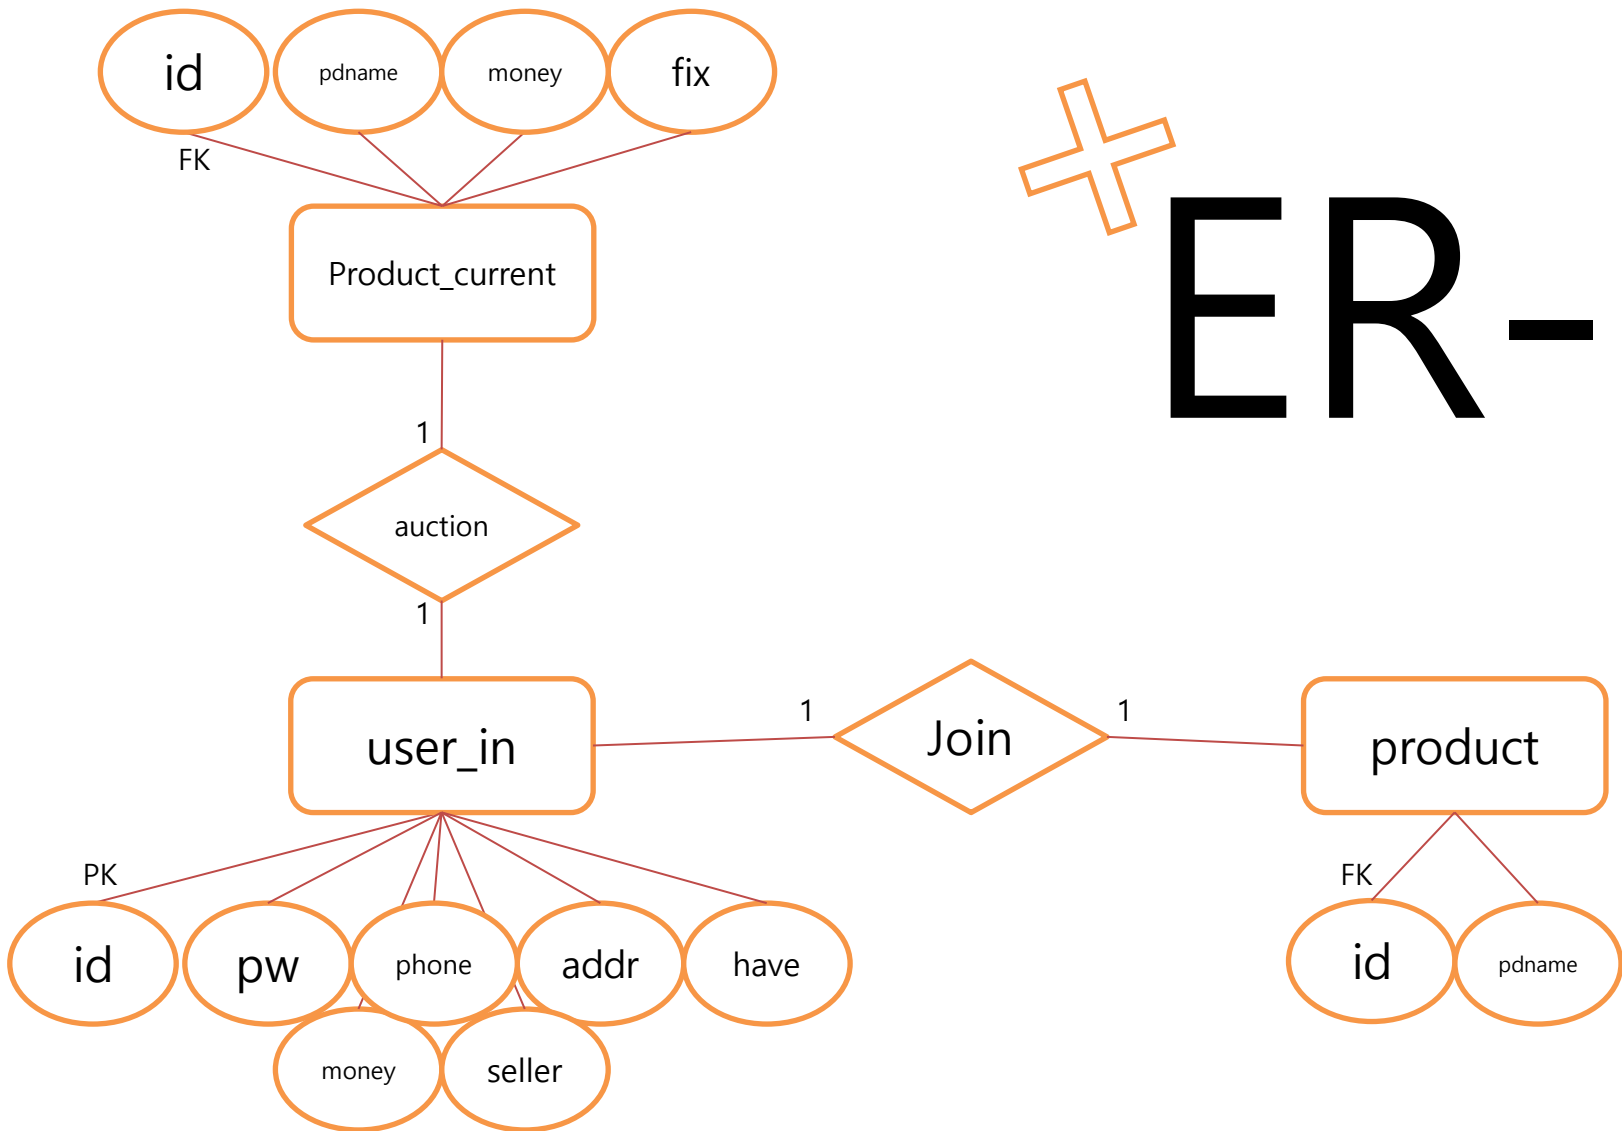 id
pdname
money
fix
FK
Product_current
ER-
1
auction
1
user_in
1
Join
1
product
PK
FK
id
pw
phone
addr
have
id
pdname
money
seller